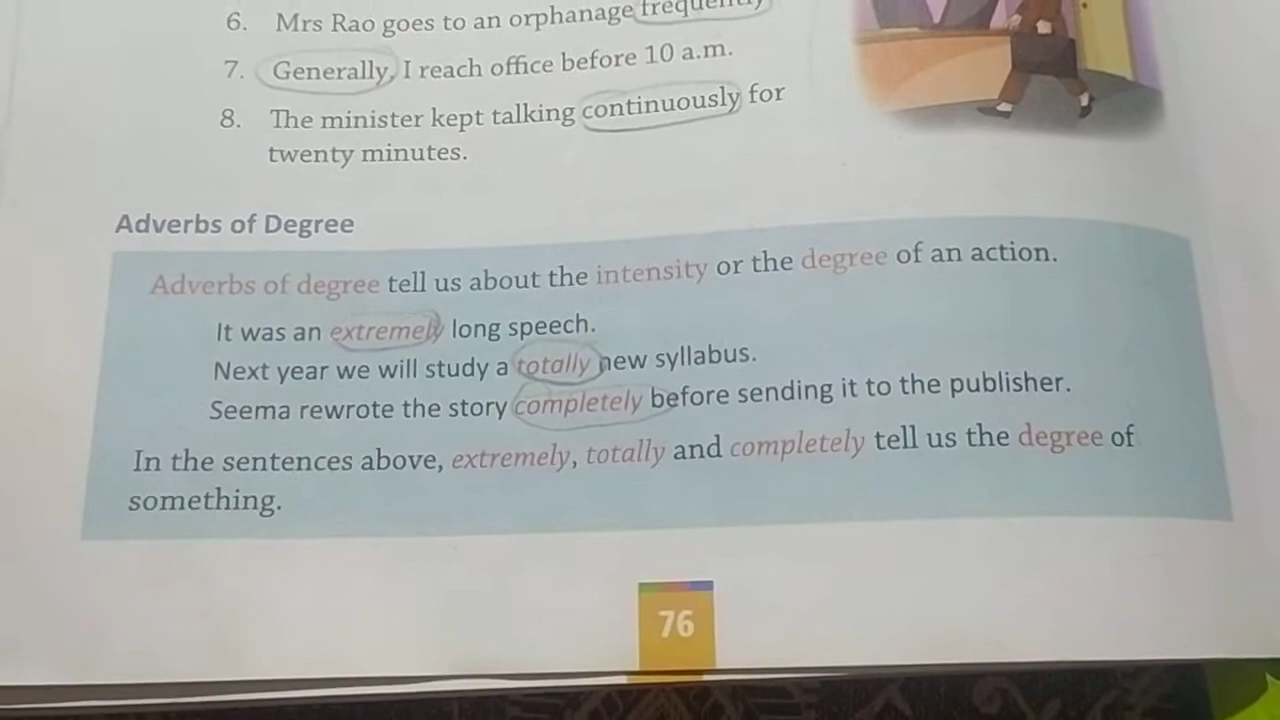 6. Mrs Rao goes to an orphanage frequently
7. Generally, I reach office before 10 a.m.
8. The minister kept talking continuously for
twenty minutes.
Adverbs of Degree
Adverbs of degree tell us about the intensity or the degree of an action.
It was an extremely long speech.
Next year we will study a totally new syllabus.
Seema rewrote the story completely before sending it to the publisher.
In the sentences above, extremely, totally and completely tell us the degree of
something.
76